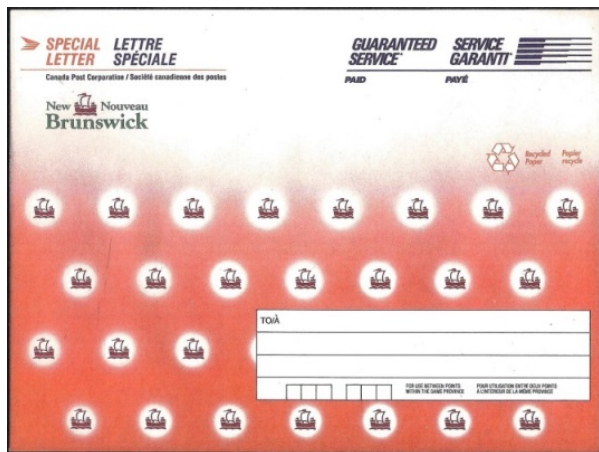 SPECIAL LETTRE
LETTER SPÉCIALE
Canada Post Corporation / Société canadienne des postes
GUARANTEED SERVICE
SERVICE GARANTI
PAID PAYÉ
New Nouveau
Brunswick
Recycled Papier
Paper recyclé
TO/À
FOR USE BETWEEN POINTS POUR UTILISATION ENTRE DEUX POINTS
WITHIN THE SAME PROVINCE À L'INTÉRIEUR DE LA MÊME PROVINCE